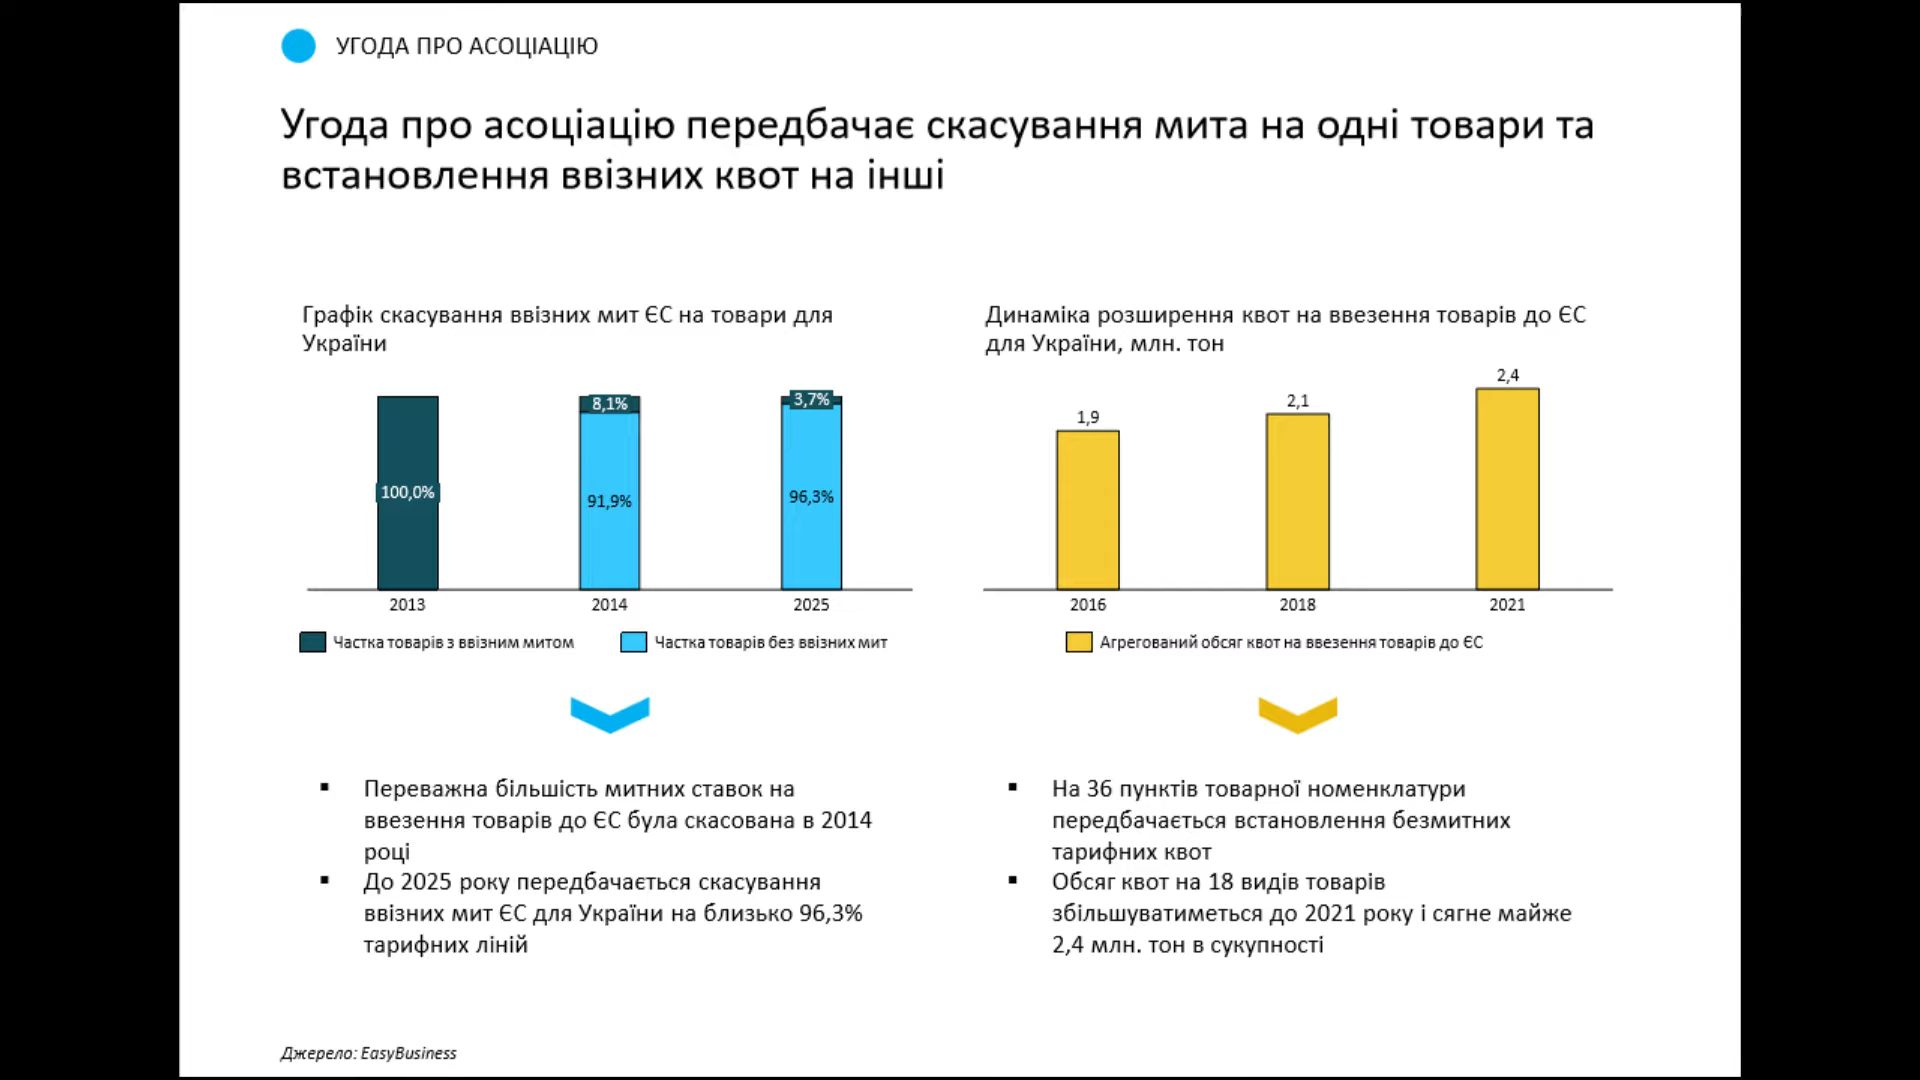 УГОДА ПРО АСОЦІАЦІЮ
Угода про асоціацію передбачає скасування мита на одні товари та
встановлення ввізних квот на інші
Графік скасування ввізних мит ЄС на товари для
України
100,0%
8,1%
91,9%
3,7%
96,3%
2013
2014
2025
Частка товарів з ввізним митом
Частка товарів без ввізних мит
Переважна більшість митних ставок на
ввезення товарів до ЄС була скасована в 2014
році
До 2025 року передбачається скасування
ввізних мит ЄС для України на близько 96,3%
тарифних ліній
Динаміка розширення квот на ввезення товарів до ЄС
для України, млн. тон
1,9
2,1
2,4
2016
2018
2021
Агрегований обсяг квот на ввезення товарів до ЄС
На 36 пунктів товарної номенклатури
передбачається встановлення безмитних
тарифних квот
Обсяг квот на 18 видів товарів
збільшуватиметься до 2021 року і сягне майже
2,4 млн. тон в сукупності
Джерело: EasyBusiness